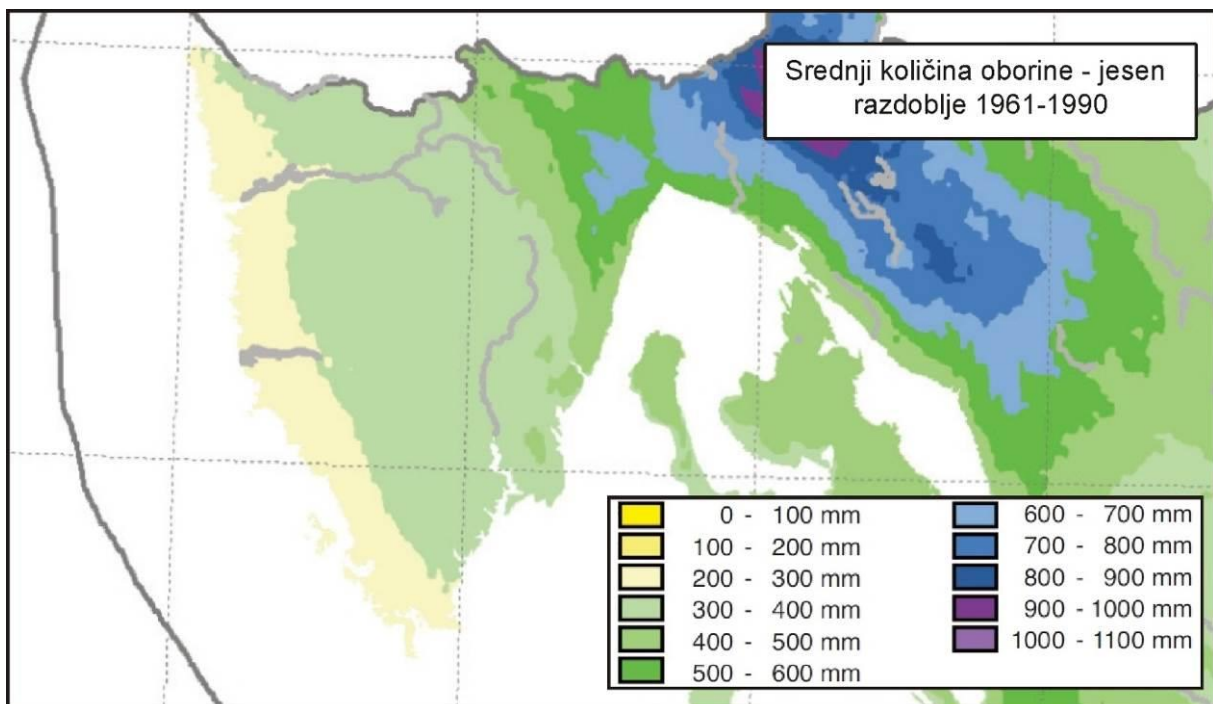 Srednji količina oborine - jesen
razdoblje 1961-1990
0 - 100 mm
100 - 200 mm
200 - 300 mm
300 - 400 mm
400 - 500 mm
500 - 600 mm
600 - 700 mm
700 - 800 mm
800 - 900 mm
900 - 1000 mm
1000 - 1100 mm